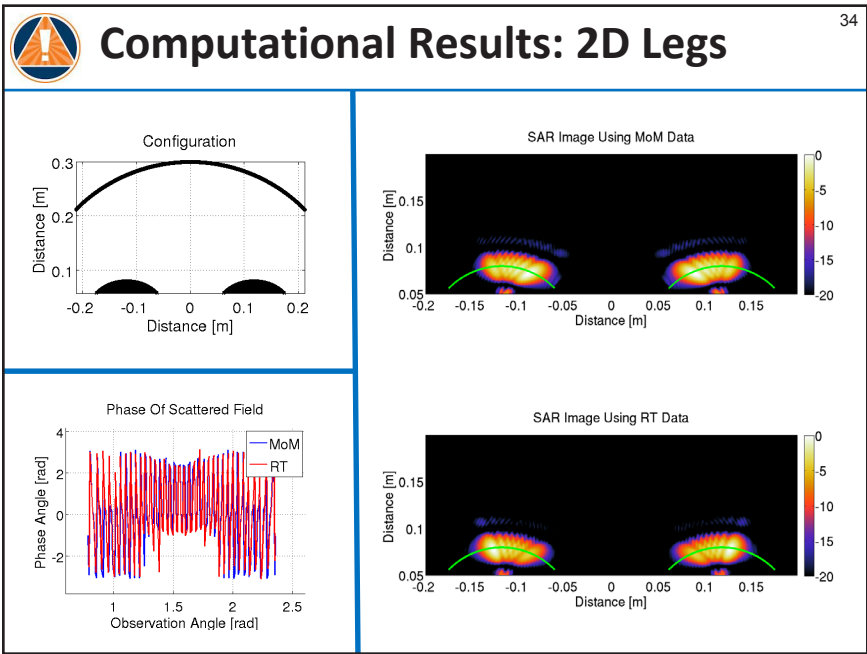 34
Computational Results: 2D Legs
Configuration
0.3
0.2
0.1
Distance [m]
-0.2 -0.1 0 0.1 0.2
Distance [m]
Phase Of Scattered Field
4
2
0
-2
Phase Angle [rad]
MoM
RT
1 1.5 2 2.5
Observation Angle [rad]
SAR Image Using MoM Data
0.15
0.1
0.05
Distance [m]
-0.2 -0.15 -0.1 -0.05 0 0.05 0.1 0.15
Distance [m]
0
-5
-10
-15
-20
SAR Image Using RT Data
0.15
0.1
0.05
Distance [m]
-0.2 -0.15 -0.1 -0.05 0 0.05 0.1 0.15
Distance [m]
0
-5
-10
-15
-20